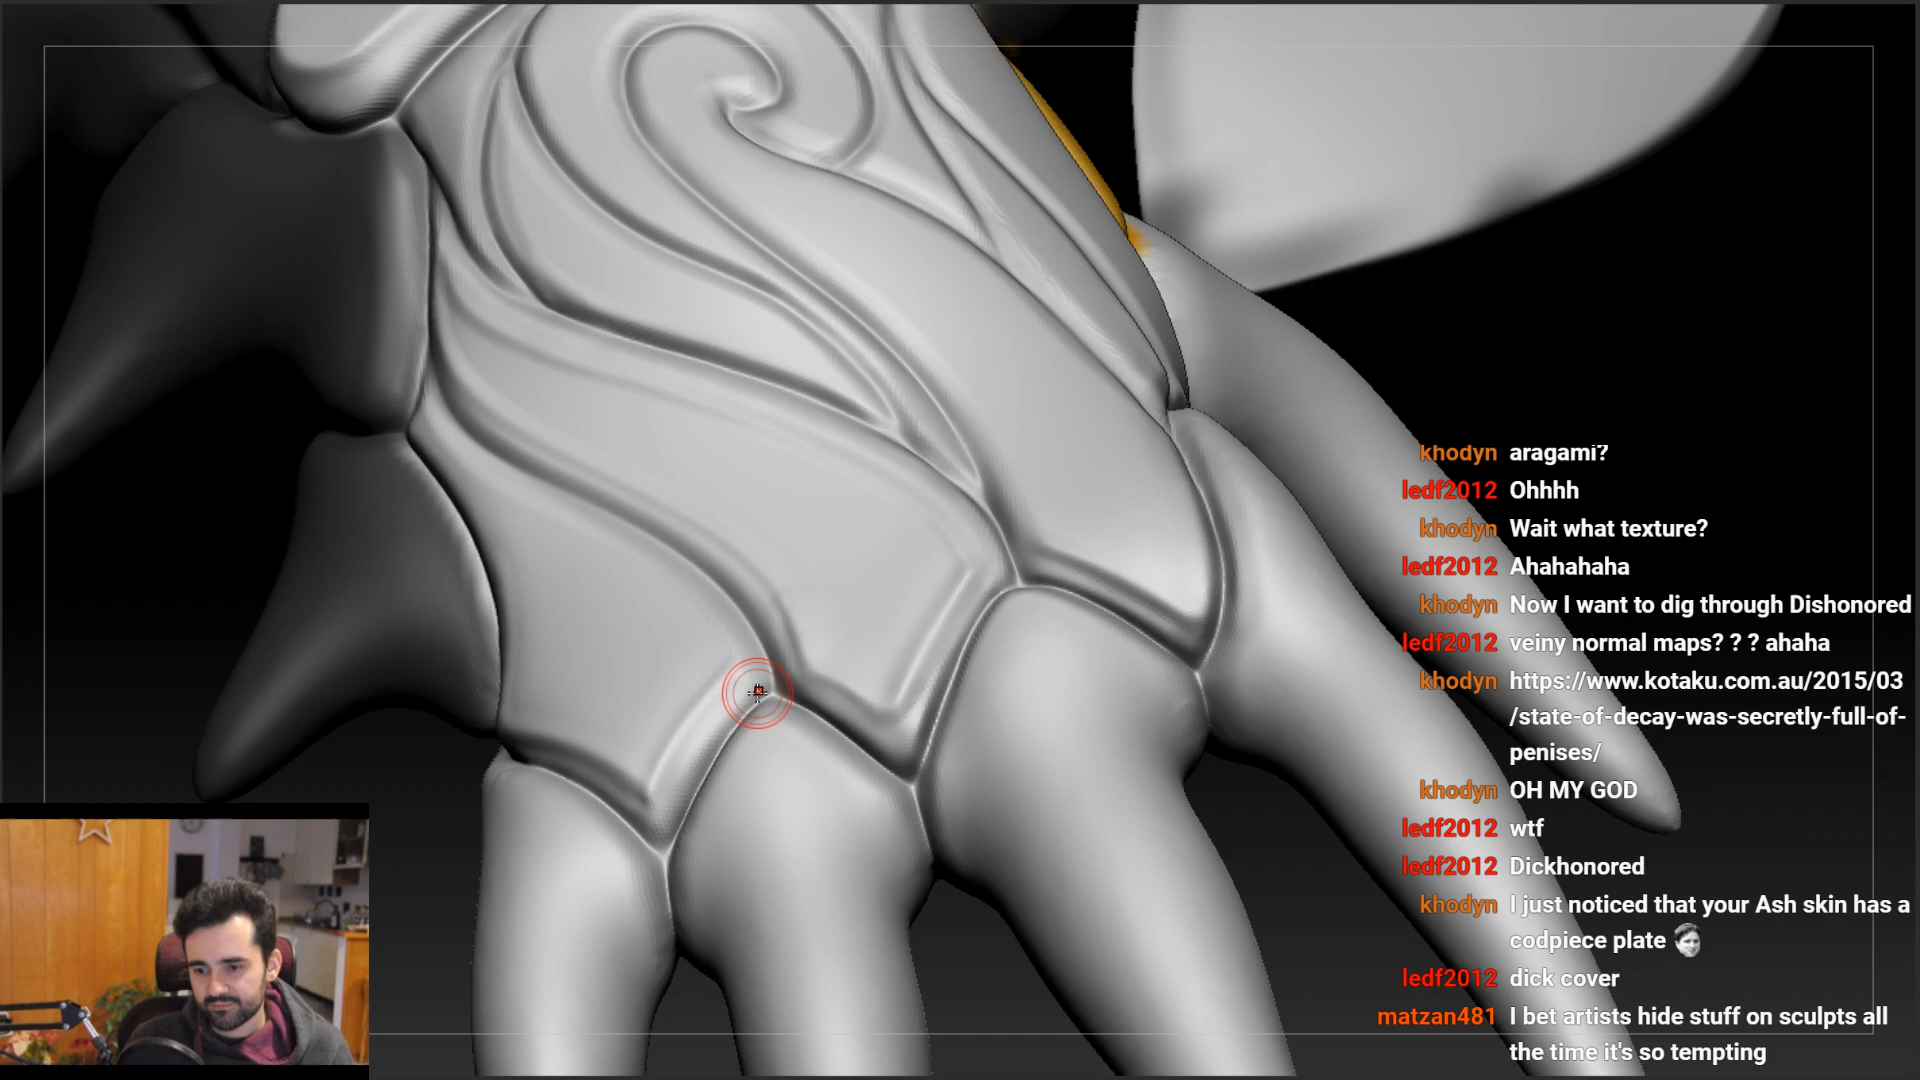 khodyn aragami?
ledf2012 Ohhhh
khodyn Wait what texture?
ledf2012 Ahahahaha
khodyn Now I want to dig through Dishonored
ledf2012 veiny normal maps? ? ? ahaha
khodyn https://www.kotaku.com.au/2015/03
/state-of-decay-was-secretly-full-of-
penises/
khodyn OH MY GOD
ledf2012 wtf
ledf2012 Dickhonored
khodyn I just noticed that your Ash skin has a
codpiece plate
ledf2012 dick cover
matzan481 I bet artists hide stuff on sculpts all
the time it's so tempting